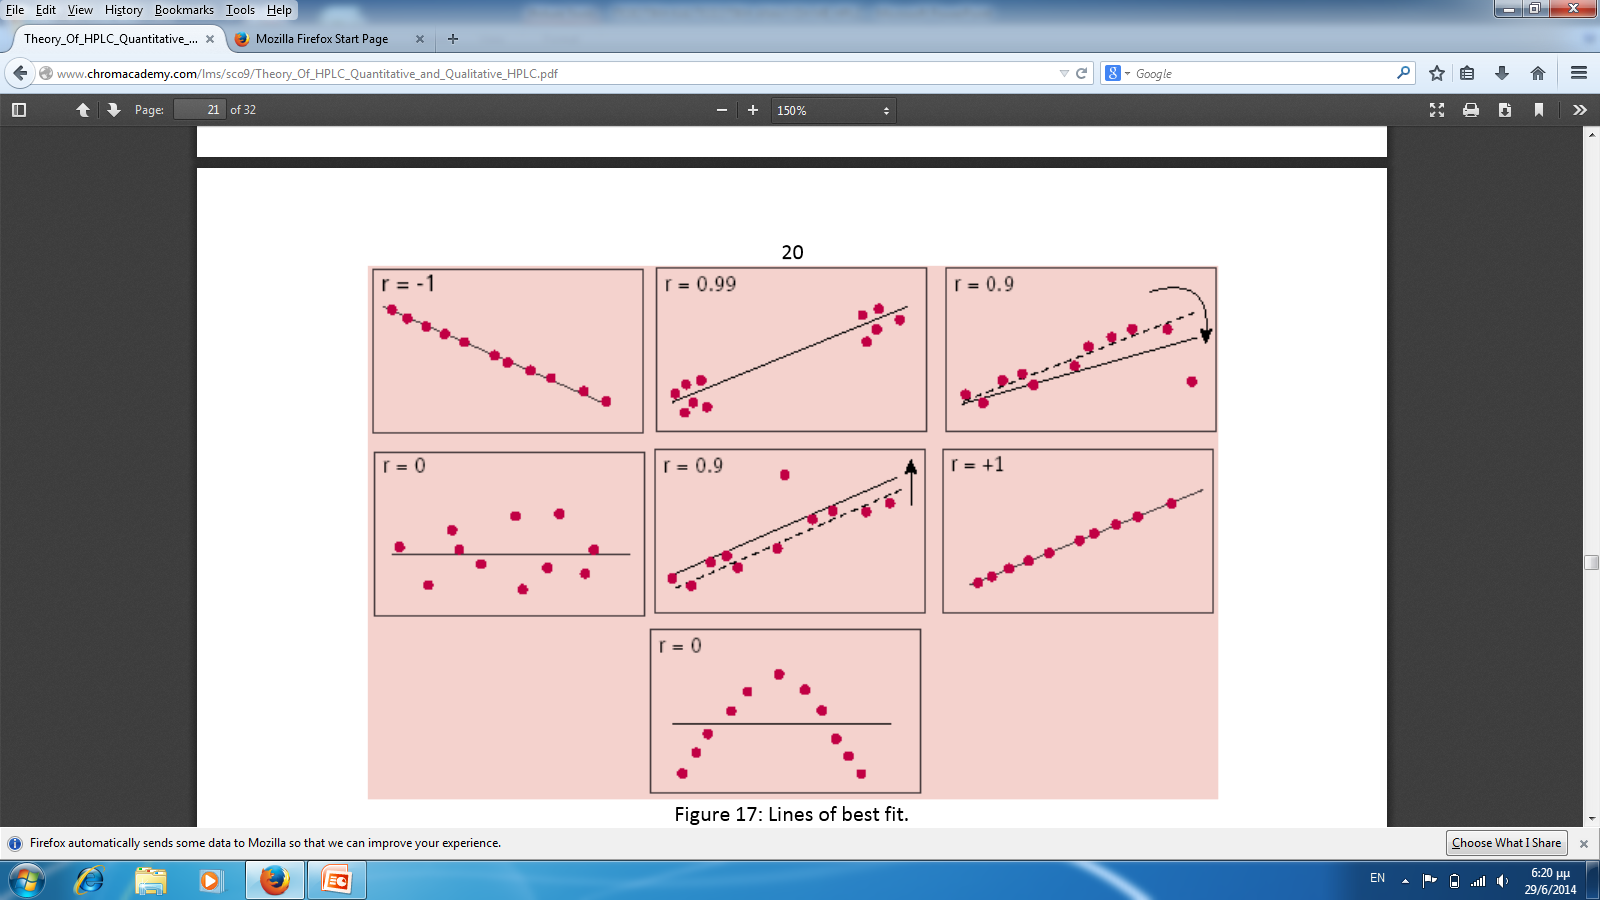 File Edit View History Bookmarks Tools Help
Theory_Of_HPLC_Quantitative_... Mozilla Firefox Start Page
www.chromacademy.com/lms/sco9/Theory_Of_HPLC_Quantitative_and_Qualitative_HPLC.pdf Google
Page: 21 of 32 150%
20
r = -1
r = 0.99
r = 0.9
r = 0
r = 0.9
r = +1
r = 0
Figure 17: Lines of best fit.
Firefox automatically sends some data to Mozilla so that we can improve your experience. Choose What I Share
EN 6:20 μμ
29/6/2014